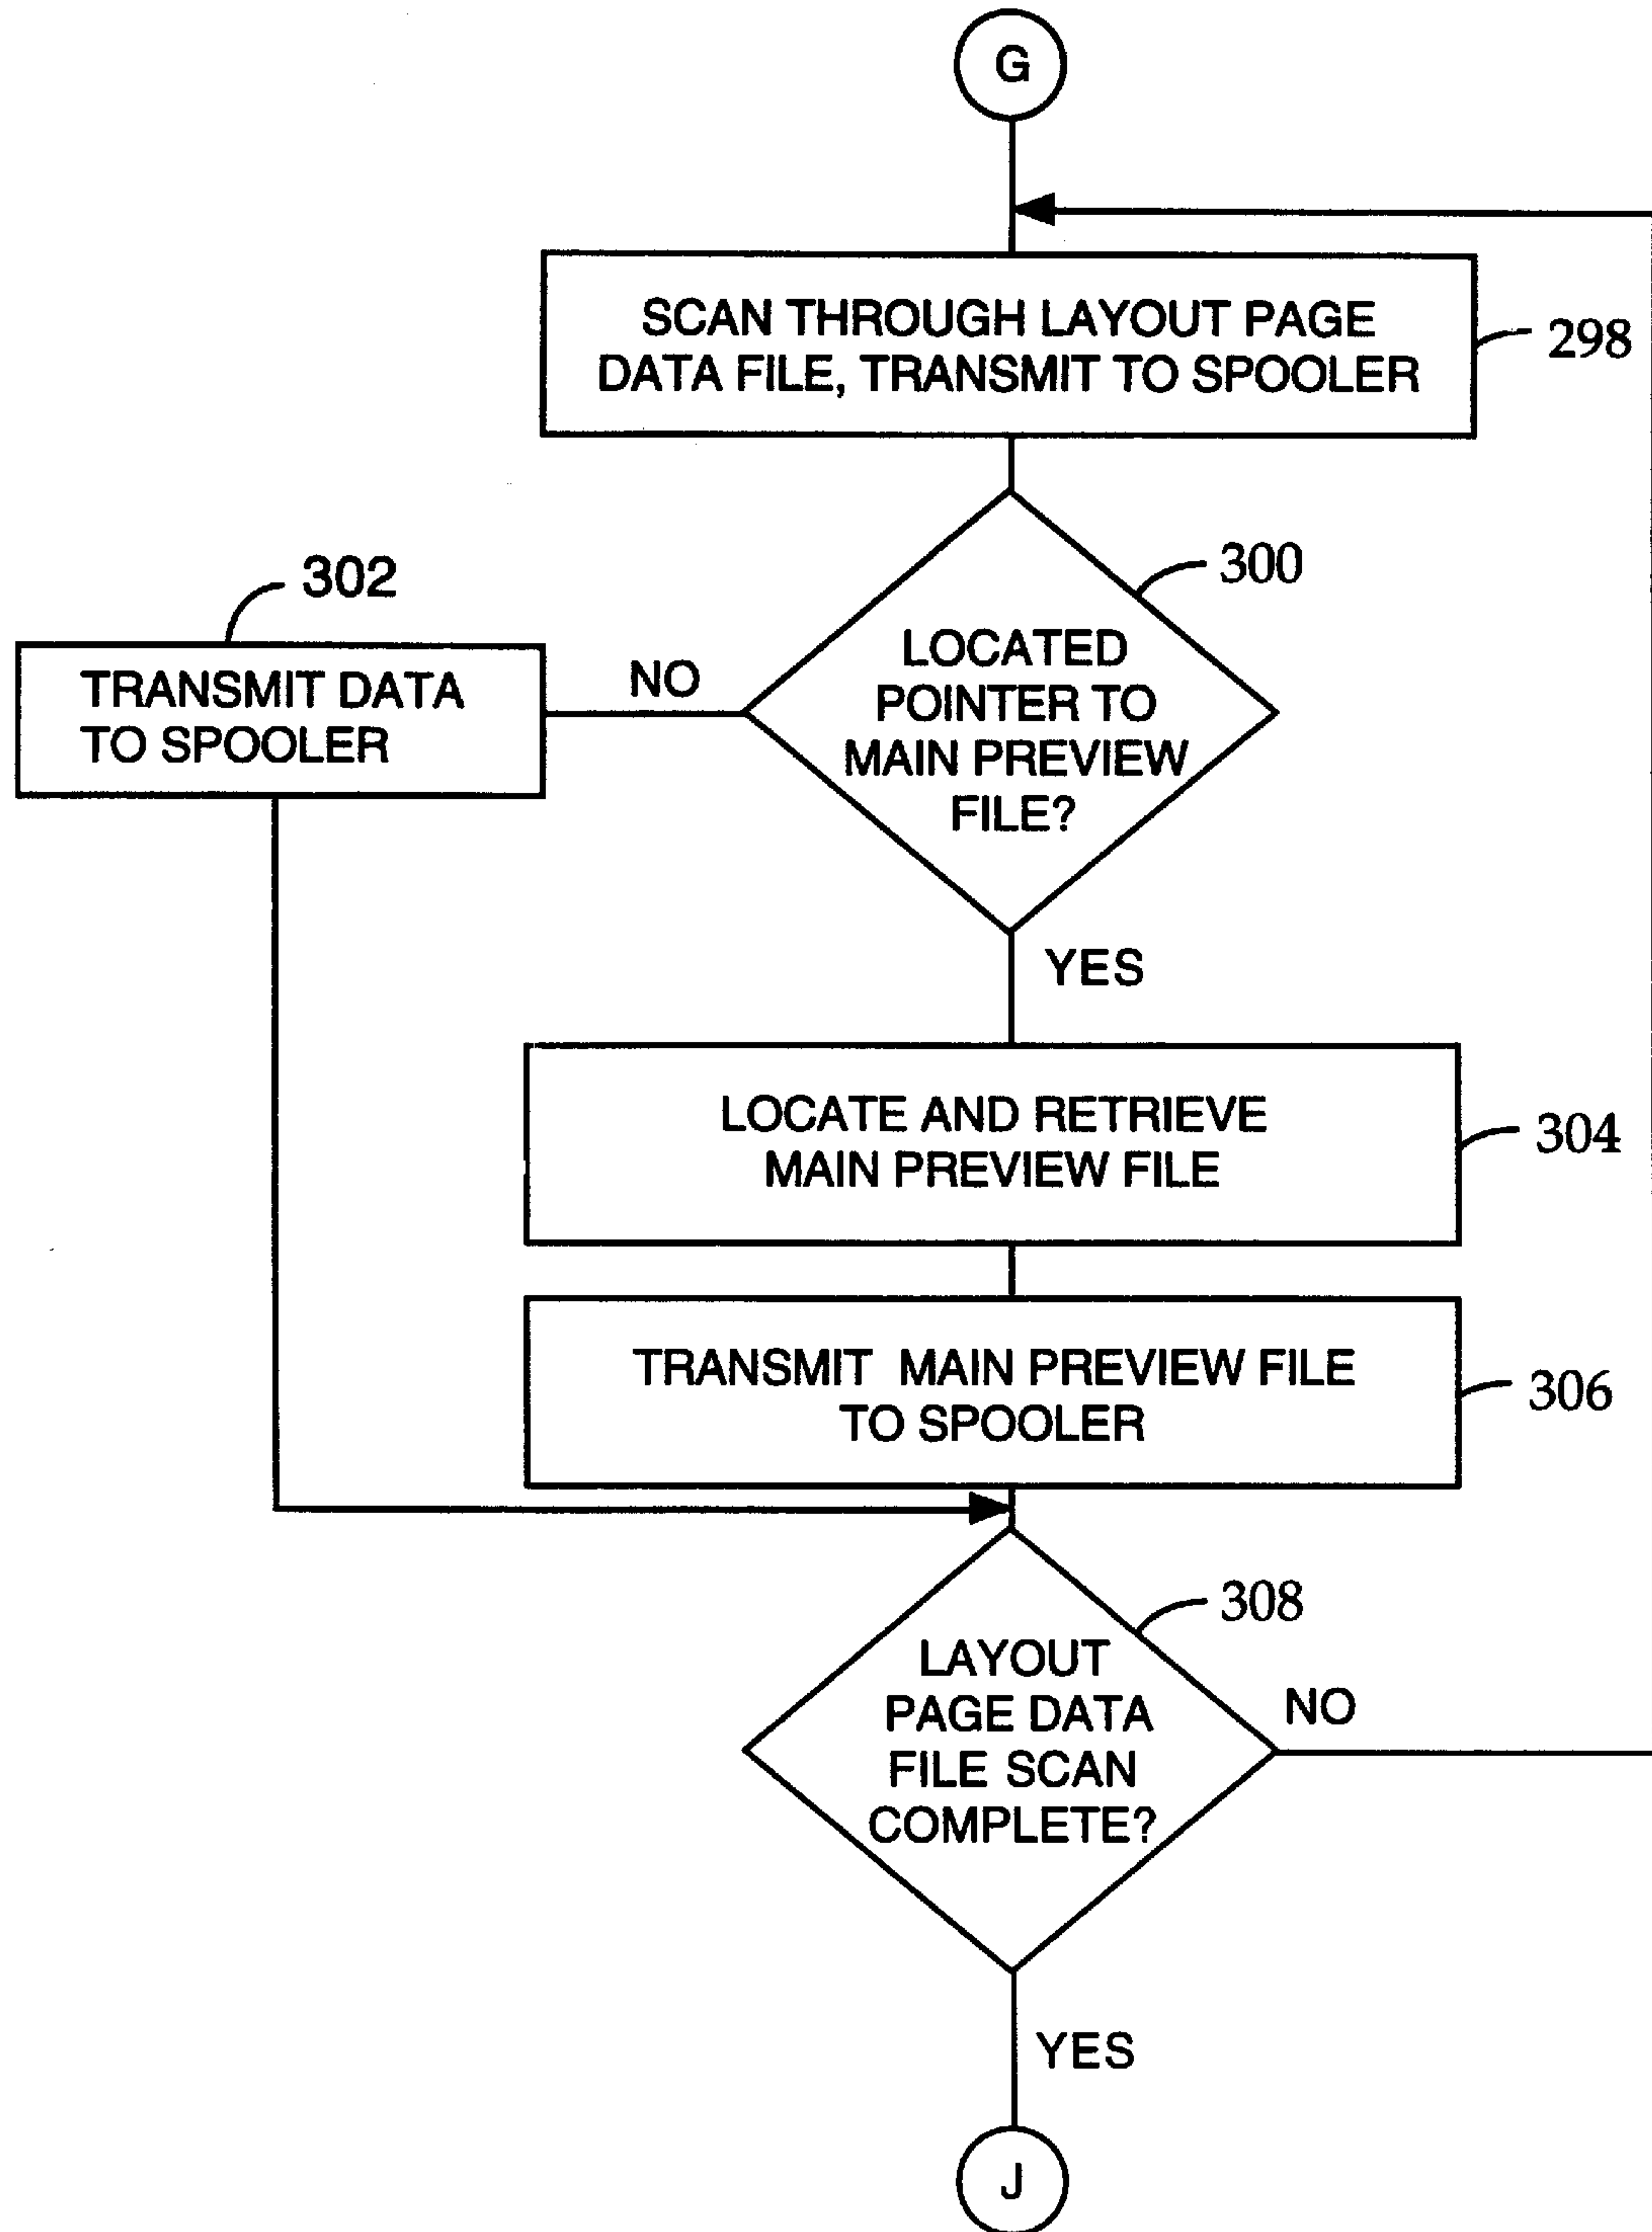 G
SCAN THROUGH LAYOUT PAGE
DATA FILE, TRANSMIT TO SPOOLER
298
300
302
LOCATED
POINTER TO
MAIN PREVIEW
FILE?
NO
TRANSMIT DATA
TO SPOOLER
YES
LOCATE AND RETRIEVE
MAIN PREVIEW FILE
304
TRANSMIT MAIN PREVIEW FILE
TO SPOOLER
306
308
LAYOUT
PAGE DATA
FILE SCAN
COMPLETE?
NO
YES
J